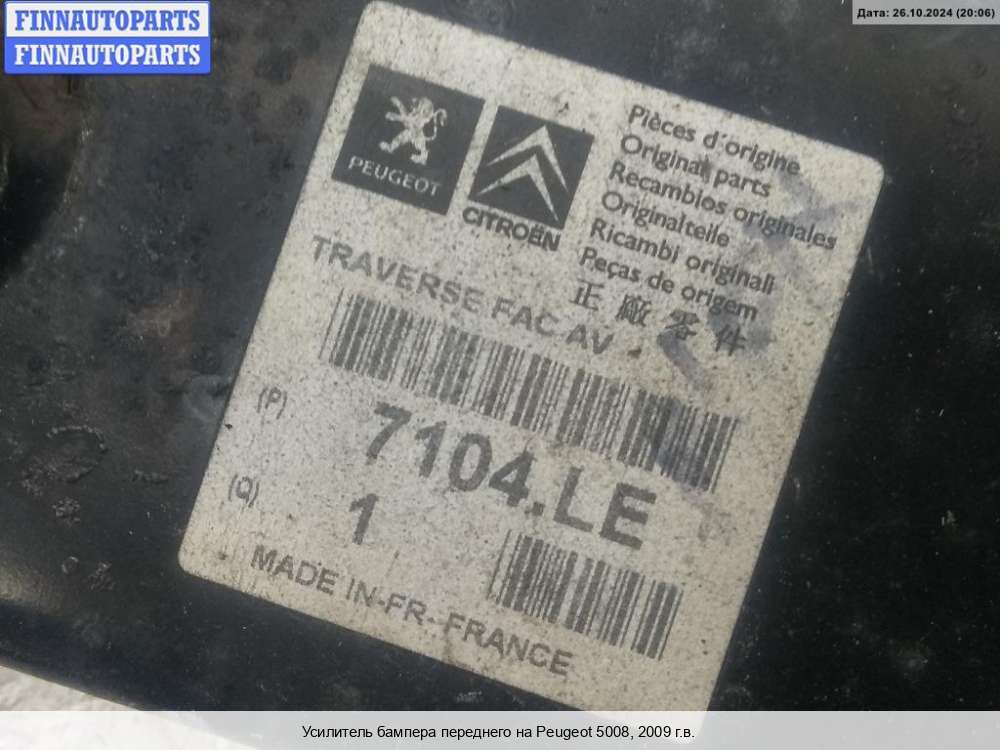 FINNAUTOPARTS
FINNAUTOPARTS
Дата: 26.10.2024 (20:06)
PEUGEOT
CITROËN
Pièces d'origine
Original parts
Recambios originales
Originalteile
Ricambi originali
Peças de origem
正廠零件
TRAVERSE FAC AV
(P)
7104.LE
(Q)
1
MADE IN-FR--FRANCE
Усилитель бампера переднего на Peugeot 5008, 2009 г.в.